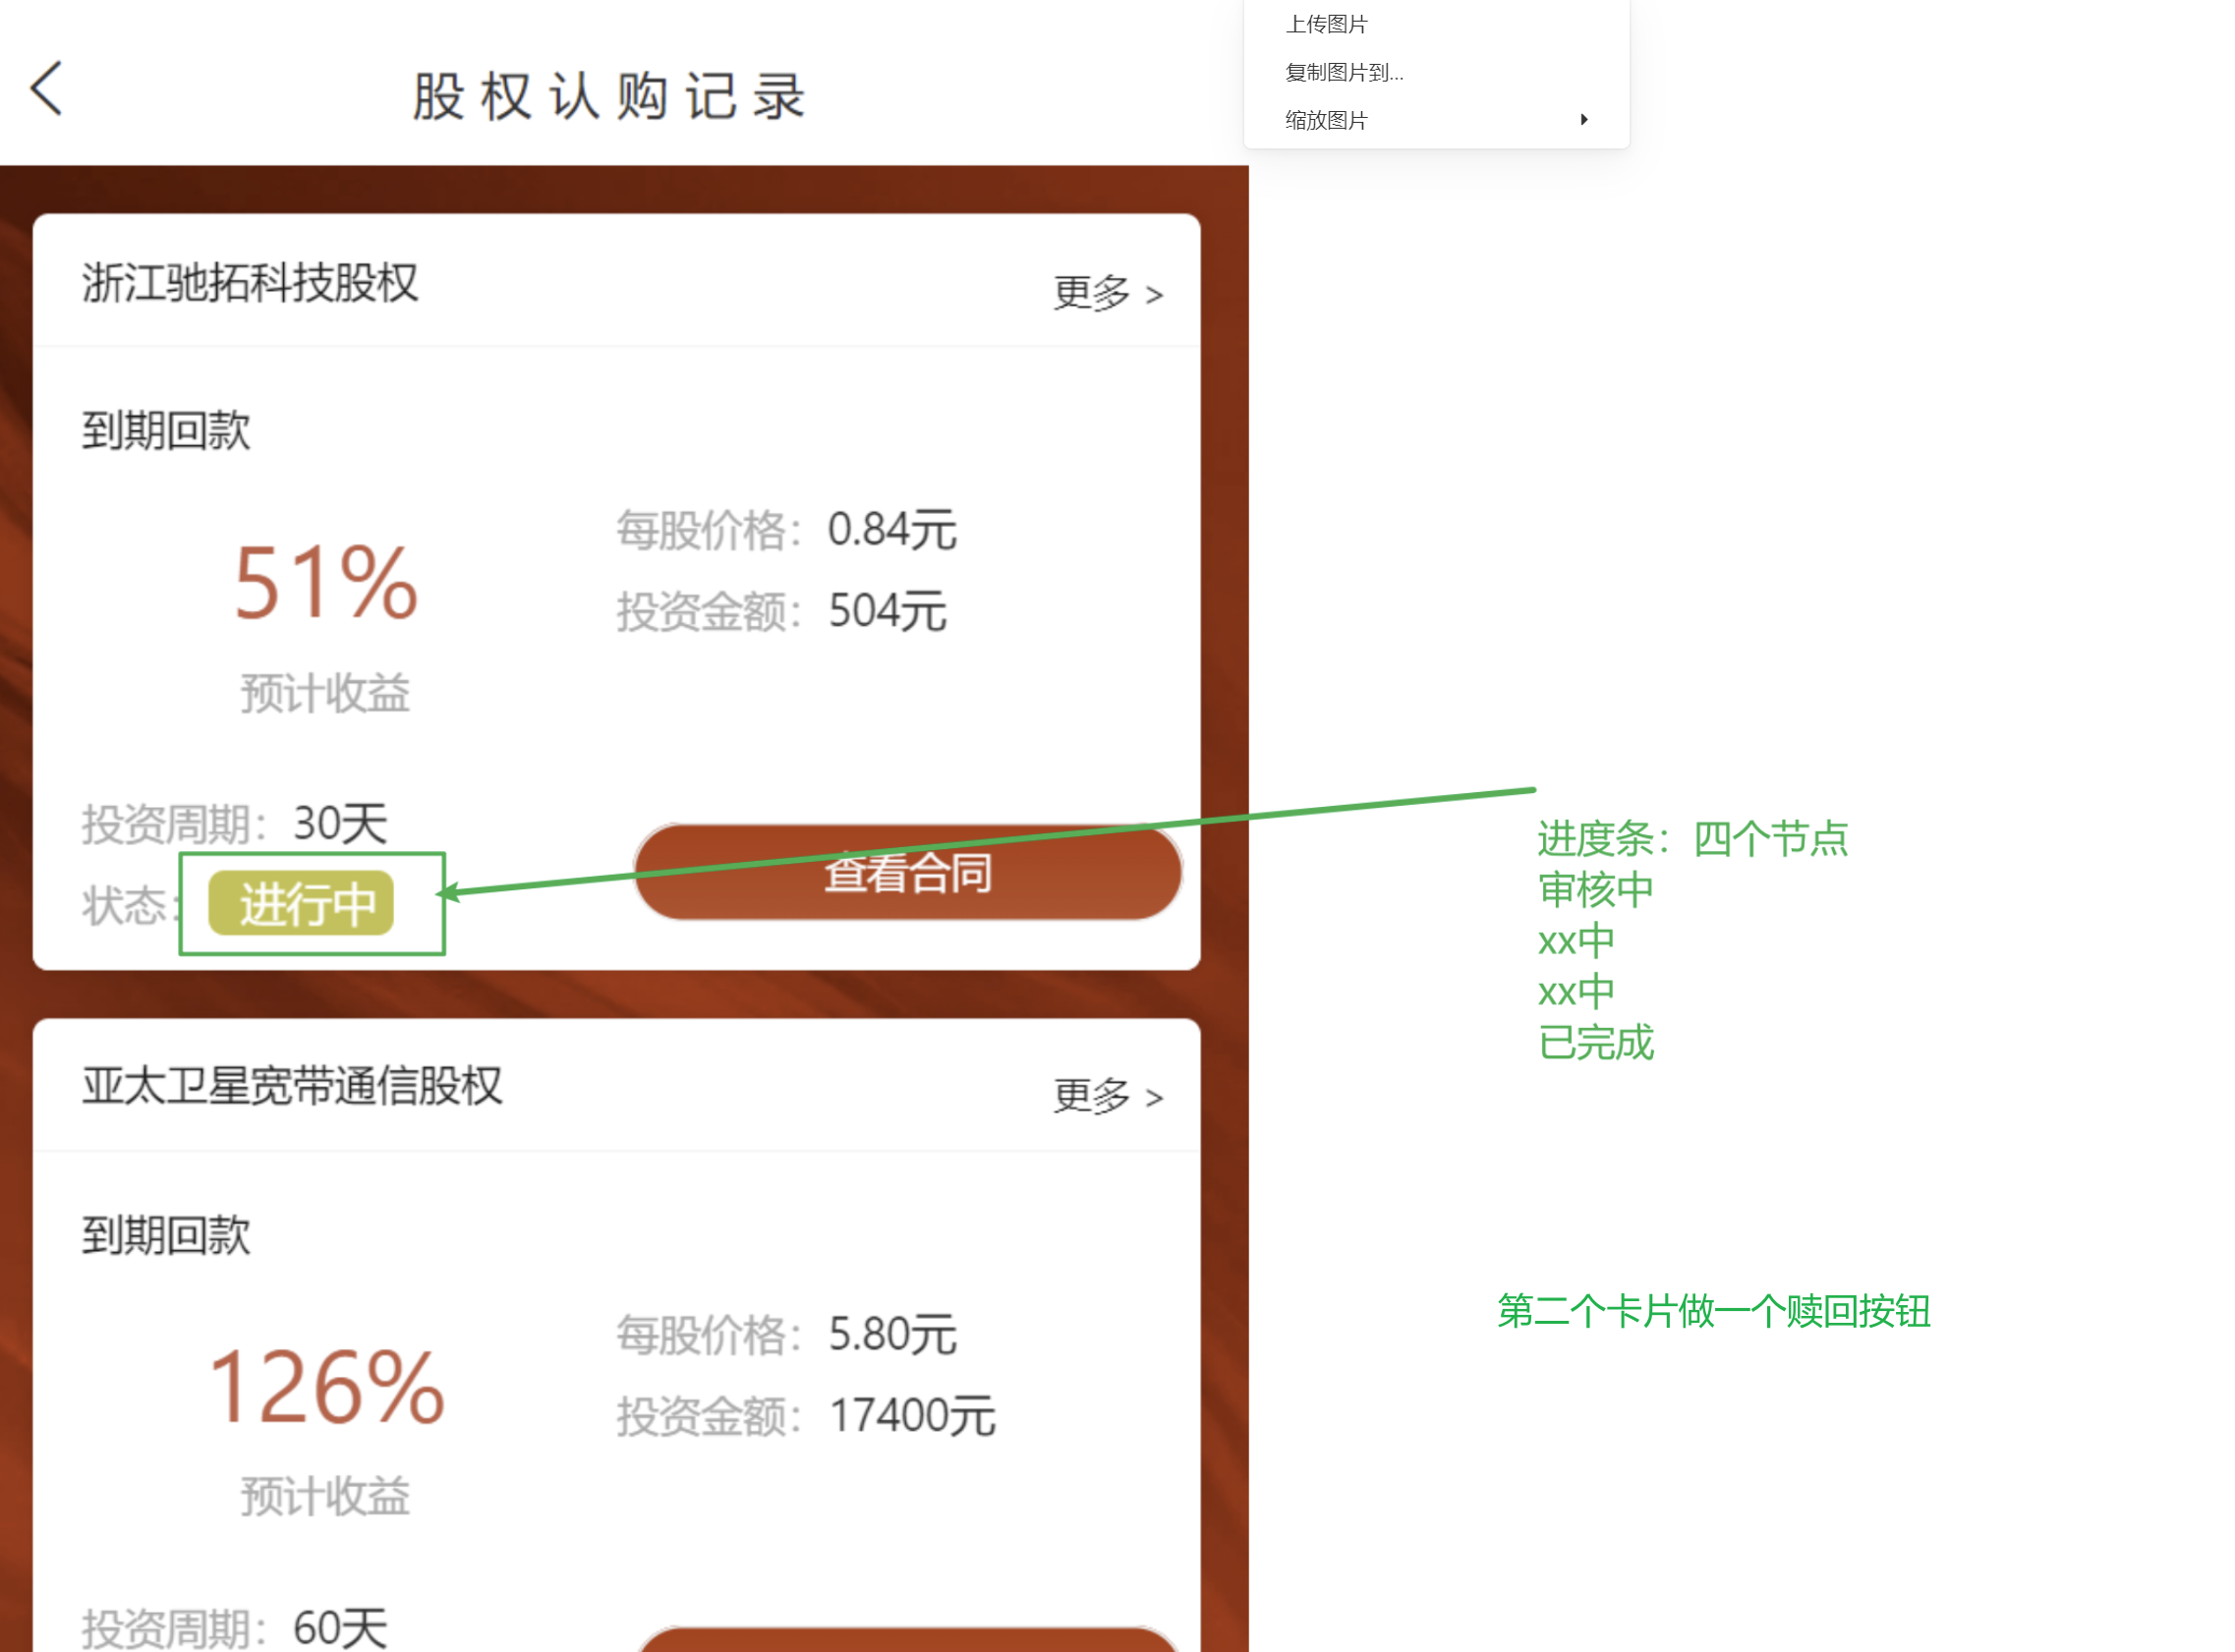 上传图片
复制图片到...
缩放图片
股权认购记录
浙江驰拓科技股权
更多 >
到期回款
每股价格：0.84元
51%
投资金额：504元
预计收益
投资周期：30天
查看合同
状态：进行中
进度条：四个节点
审核中
xx中
xx中
已完成
亚太卫星宽带通信股权
更多 >
到期回款
第二个卡片做一个赎回按钮
每股价格：5.80元
126%
投资金额：17400元
预计收益
投资周期：60天